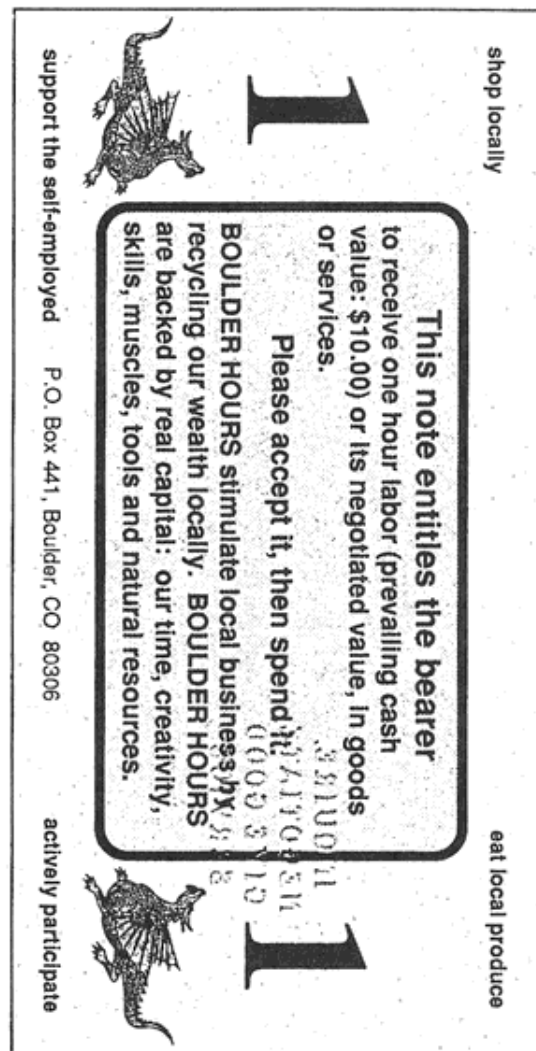 shop locally
eat local produce
1
1
This note entitles the bearer
to receive one hour labor (prevailing cash
value: $10.00) or its negotiated value, in goods
or services.
Please accept it, then spend it.
BOULDER HOURS stimulate local business by
recycling our wealth locally. BOULDER HOURS
are backed by real capital: our time, creativity,
skills, muscles, tools and natural resources.
support the self-employed
P.O. Box 441, Boulder, CO 80306
actively participate